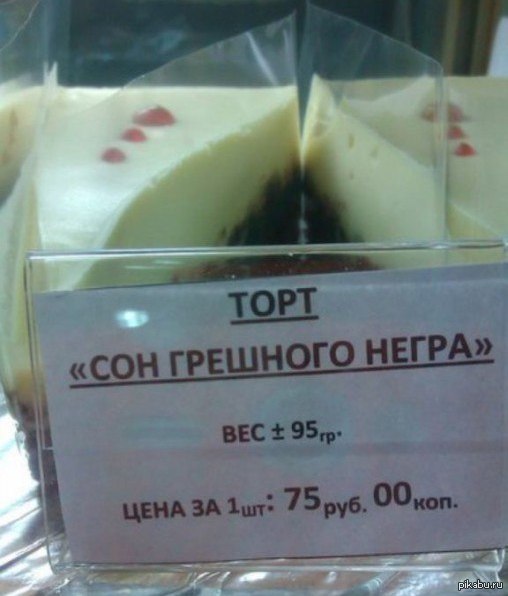 ТОРТ
«СОН ГРЕШНОГО НЕГРА»
ВЕС ± 95гр.
ЦЕНА ЗА 1шт: 75руб. 00коп.
pikabu.ru